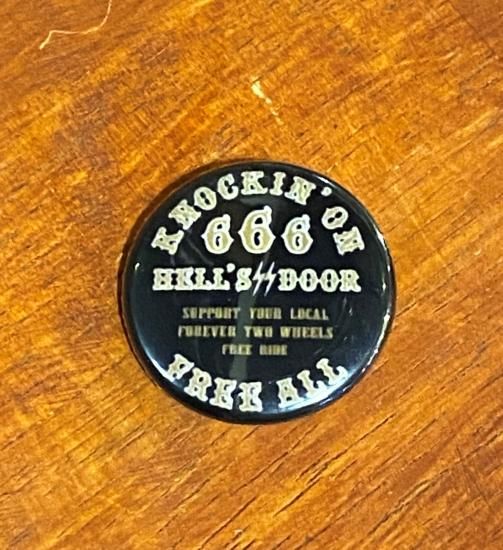 KNOCKIN' ON
666
HELL'S⚡⚡DOOR
SUPPORT YOUR LOCAL
FOREVER TWO WHEELS
FREE RIDE
FREE ALL